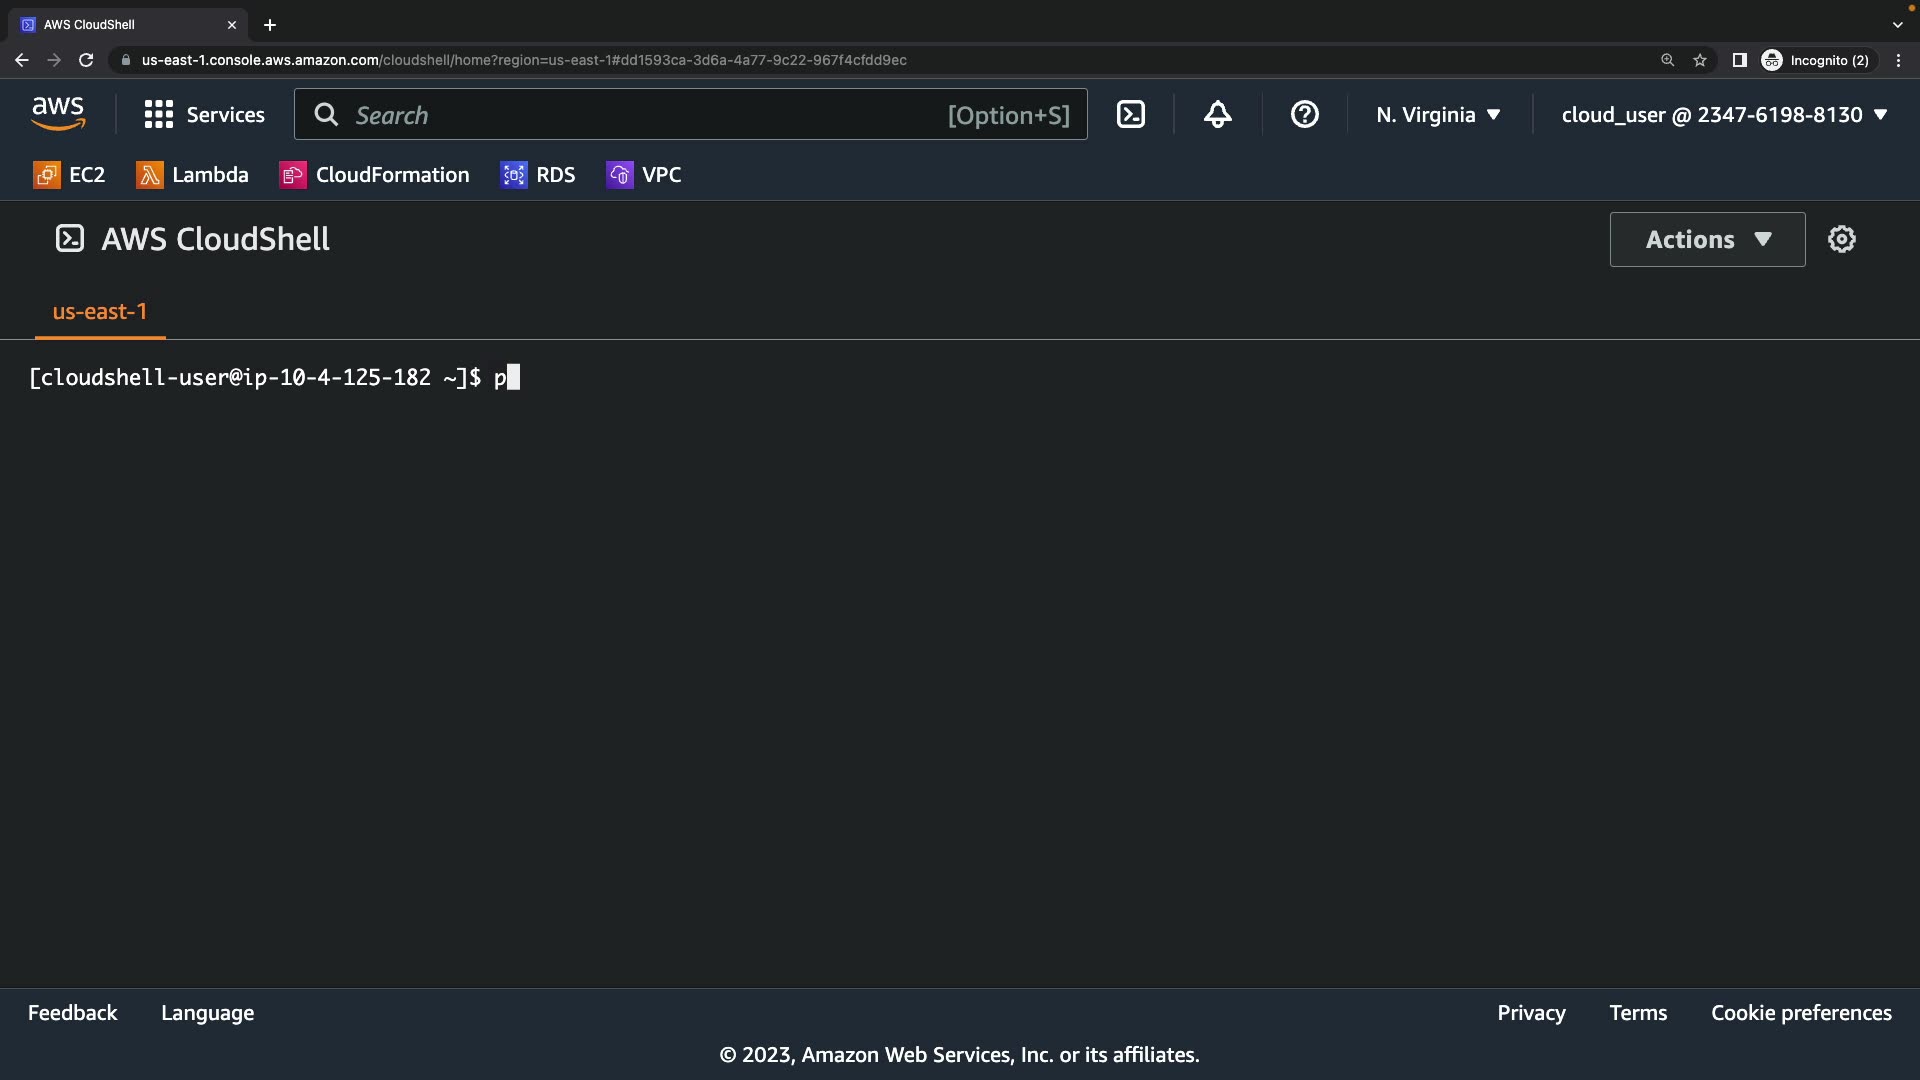 AWS CloudShell
us-east-1.console.aws.amazon.com/cloudshell/home?region=us-east-1#dd1593ca-3d6a-4a77-9c22-967f4cfdd9ec
Incognito (2)
aws
Services
Search
[Option+S]
N. Virginia
cloud_user @ 2347-6198-8130
EC2
Lambda
CloudFormation
RDS
VPC
AWS CloudShell
Actions
us-east-1
[cloudshell-user@ip-10-4-125-182 ~]$ p
Feedback
Language
Privacy
Terms
Cookie preferences
© 2023, Amazon Web Services, Inc. or its affiliates.